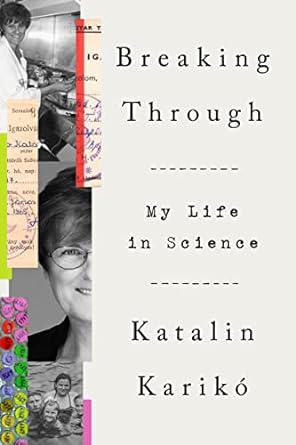 Breaking
Through
My Life
in Science
Katalin
Karikó